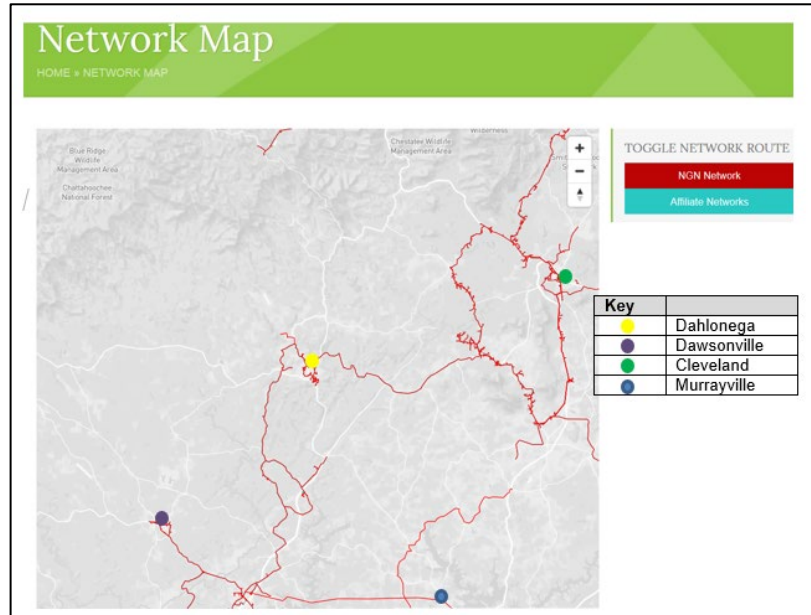 Network Map
HOME » NETWORK MAP
Blue Ridge
Wildlife
Management Area
Chattahoochee
National Forest
Chestatee Wildlife
Management Area
Wilderness
+
−
/
TOGGLE NETWORK ROUTE
NGN Network
Affiliate Networks
Key
Dahlonega
Dawsonville
Cleveland
Murrayville